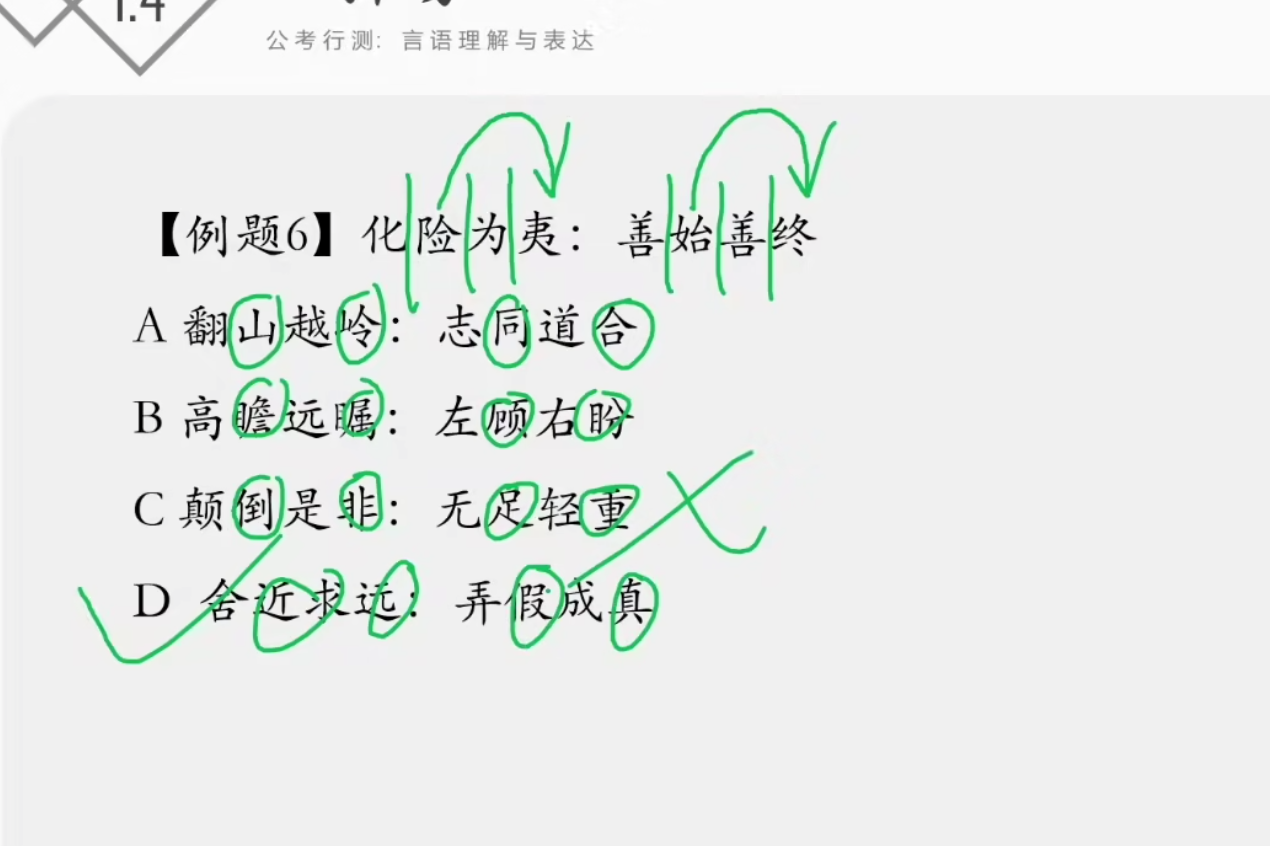 1.4
公考行测: 言语理解与表达
【例题6】化险为夷: 善始善终
A 翻山越岭: 志同道合
B 高瞻远瞩: 左顾右盼
C 颠倒是非: 无足轻重
D 舍近求远: 弄假成真